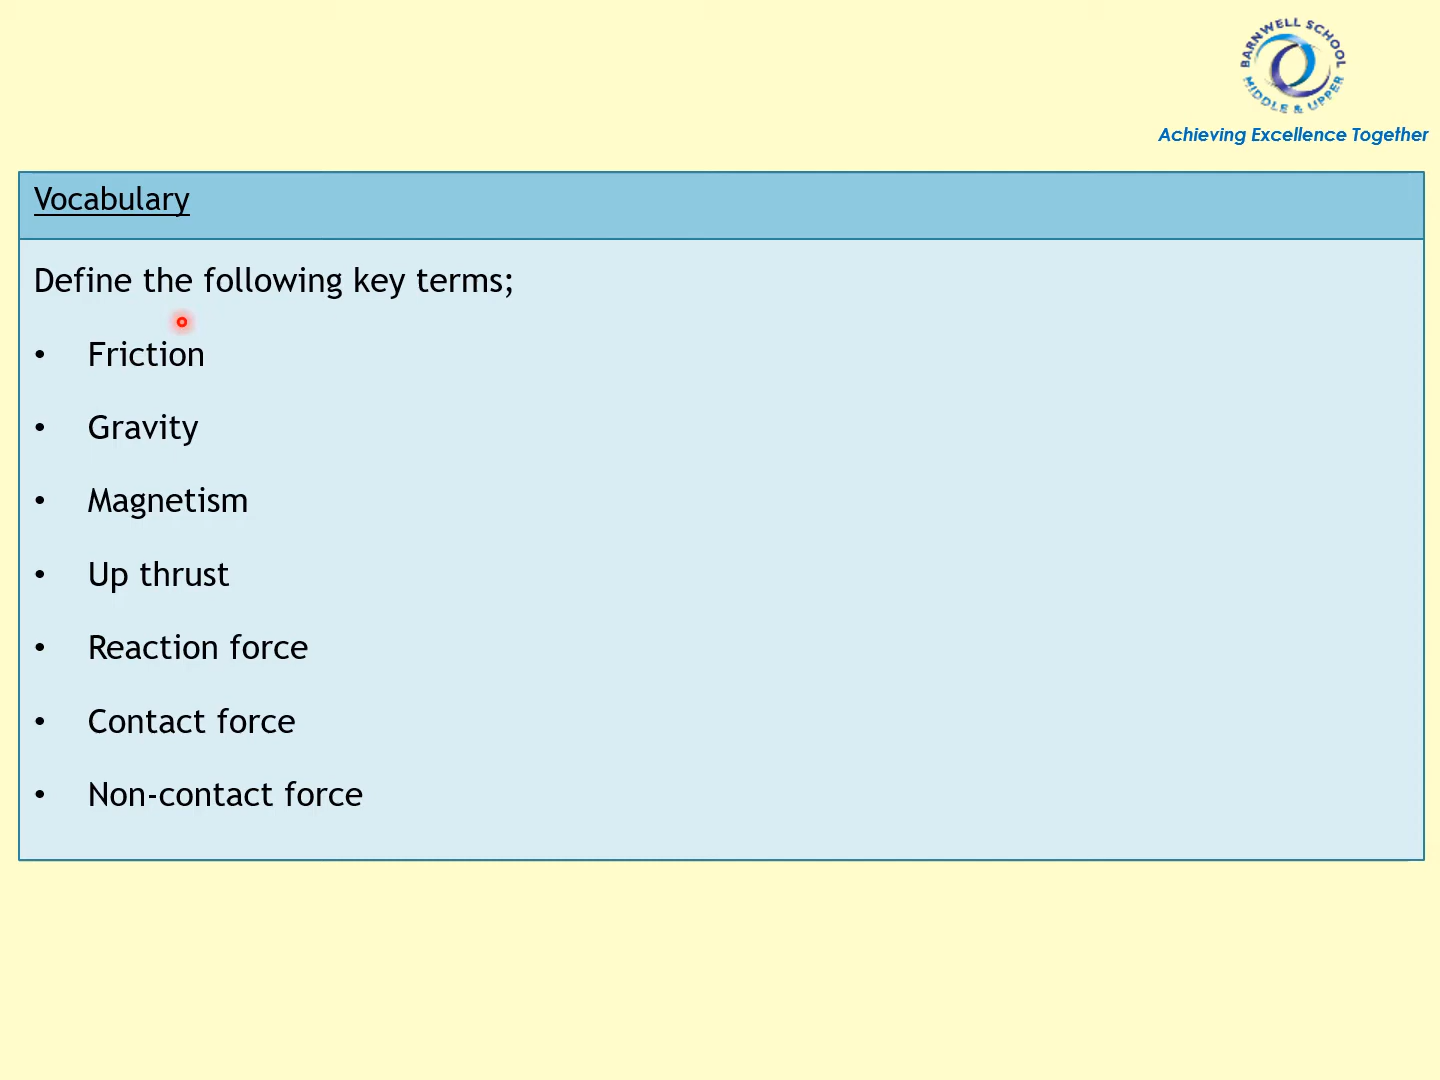 BARNWELL SCHOOL
MIDDLE & UPPER
Achieving Excellence Together
Vocabulary
Define the following key terms;
• Friction
• Gravity
• Magnetism
• Up thrust
• Reaction force
• Contact force
• Non-contact force